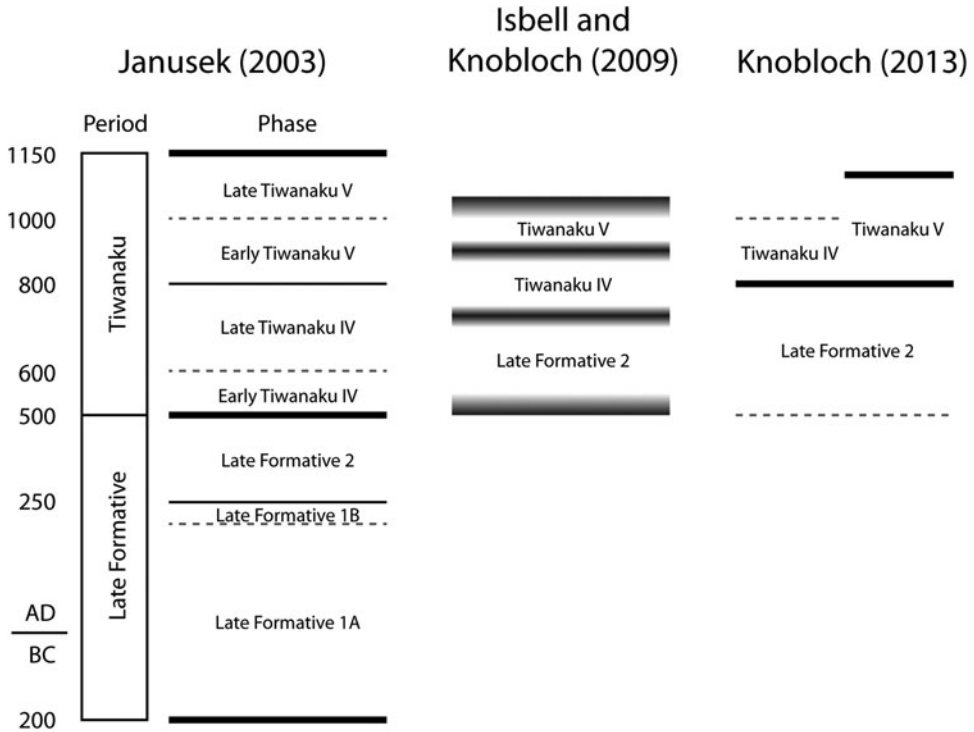 Janusek (2003)
Isbell and
Knobloch (2009)
Knobloch (2013)
Period
Phase
1150
1000
800
600
500
250
AD
BC
200
Tiwanaku
Late Formative
Late Tiwanaku V
Early Tiwanaku V
Late Tiwanaku IV
Early Tiwanaku IV
Late Formative 2
Late Formative 1B
Late Formative 1A
Tiwanaku V
Tiwanaku IV
Late Formative 2
Tiwanaku V
Tiwanaku IV
Late Formative 2